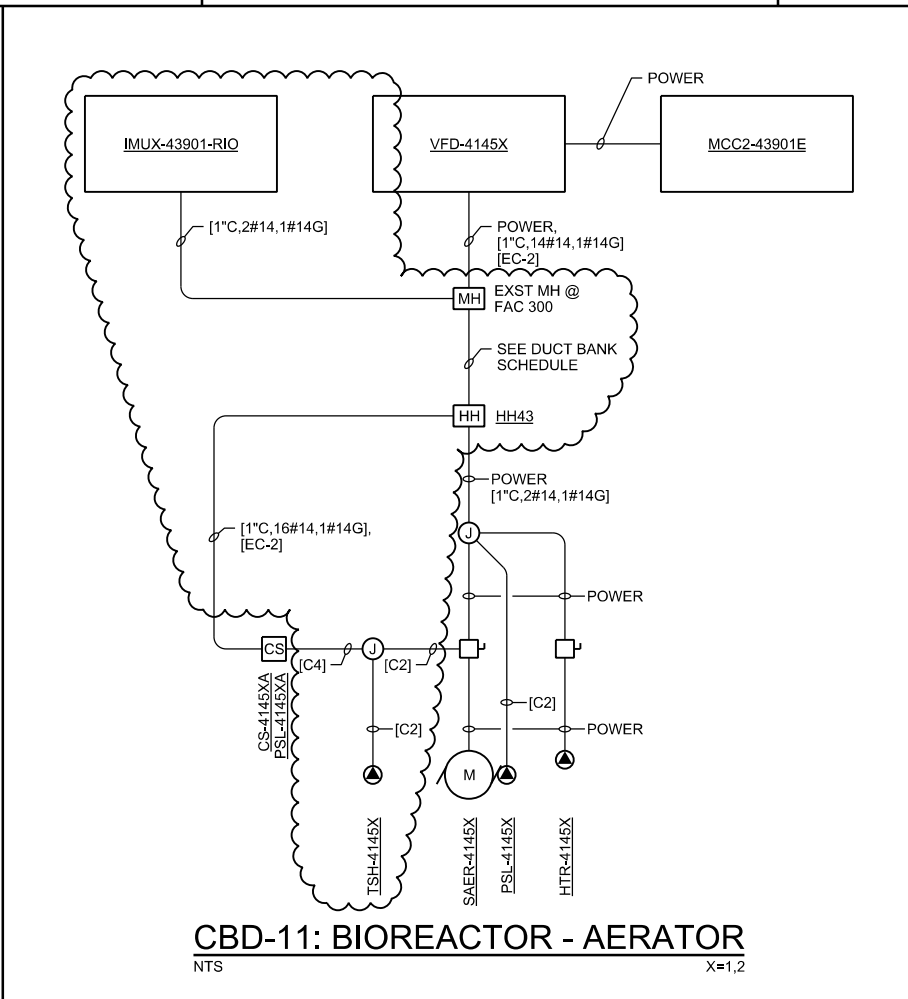 POWER
IMUX-43901-RIO
VFD-4145X
MCC2-43901E
[1"C,2#14,1#14G]
POWER,
[1"C,14#14,1#14G]
[EC-2]
MH
EXST MH @
FAC 300
SEE DUCT BANK
SCHEDULE
HH
HH43
POWER
[1"C,2#14,1#14G]
[1"C,16#14,1#14G],
[EC-2]
J
POWER
CS
[C4]
J
[C2]
CS-4145XA
PSL-4145XA
[C2]
[C2]
POWER
M
TSH-4145X
SAER-4145X
PSL-4145X
HTR-4145X
CBD-11: BIOREACTOR - AERATOR
NTS
X=1,2